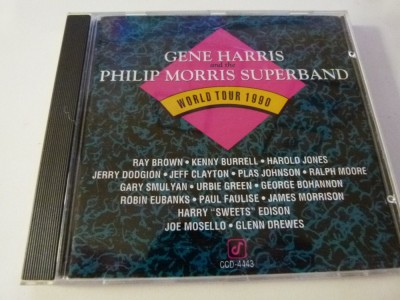 GENE HARRIS
and the
PHILIP MORRIS SUPERBAND
WORLD TOUR 1990
RAY BROWN • KENNY BURRELL • HAROLD JONES
JERRY DODGION • JEFF CLAYTON • PLAS JOHNSON • RALPH MOORE
GARY SMULYAN • URBIE GREEN • GEORGE BOHANNON
ROBIN EUBANKS • PAUL FAULISE • JAMES MORRISON
HARRY "SWEETS" EDISON
JOE MOSELLO • GLENN DREWES
CCD-4443